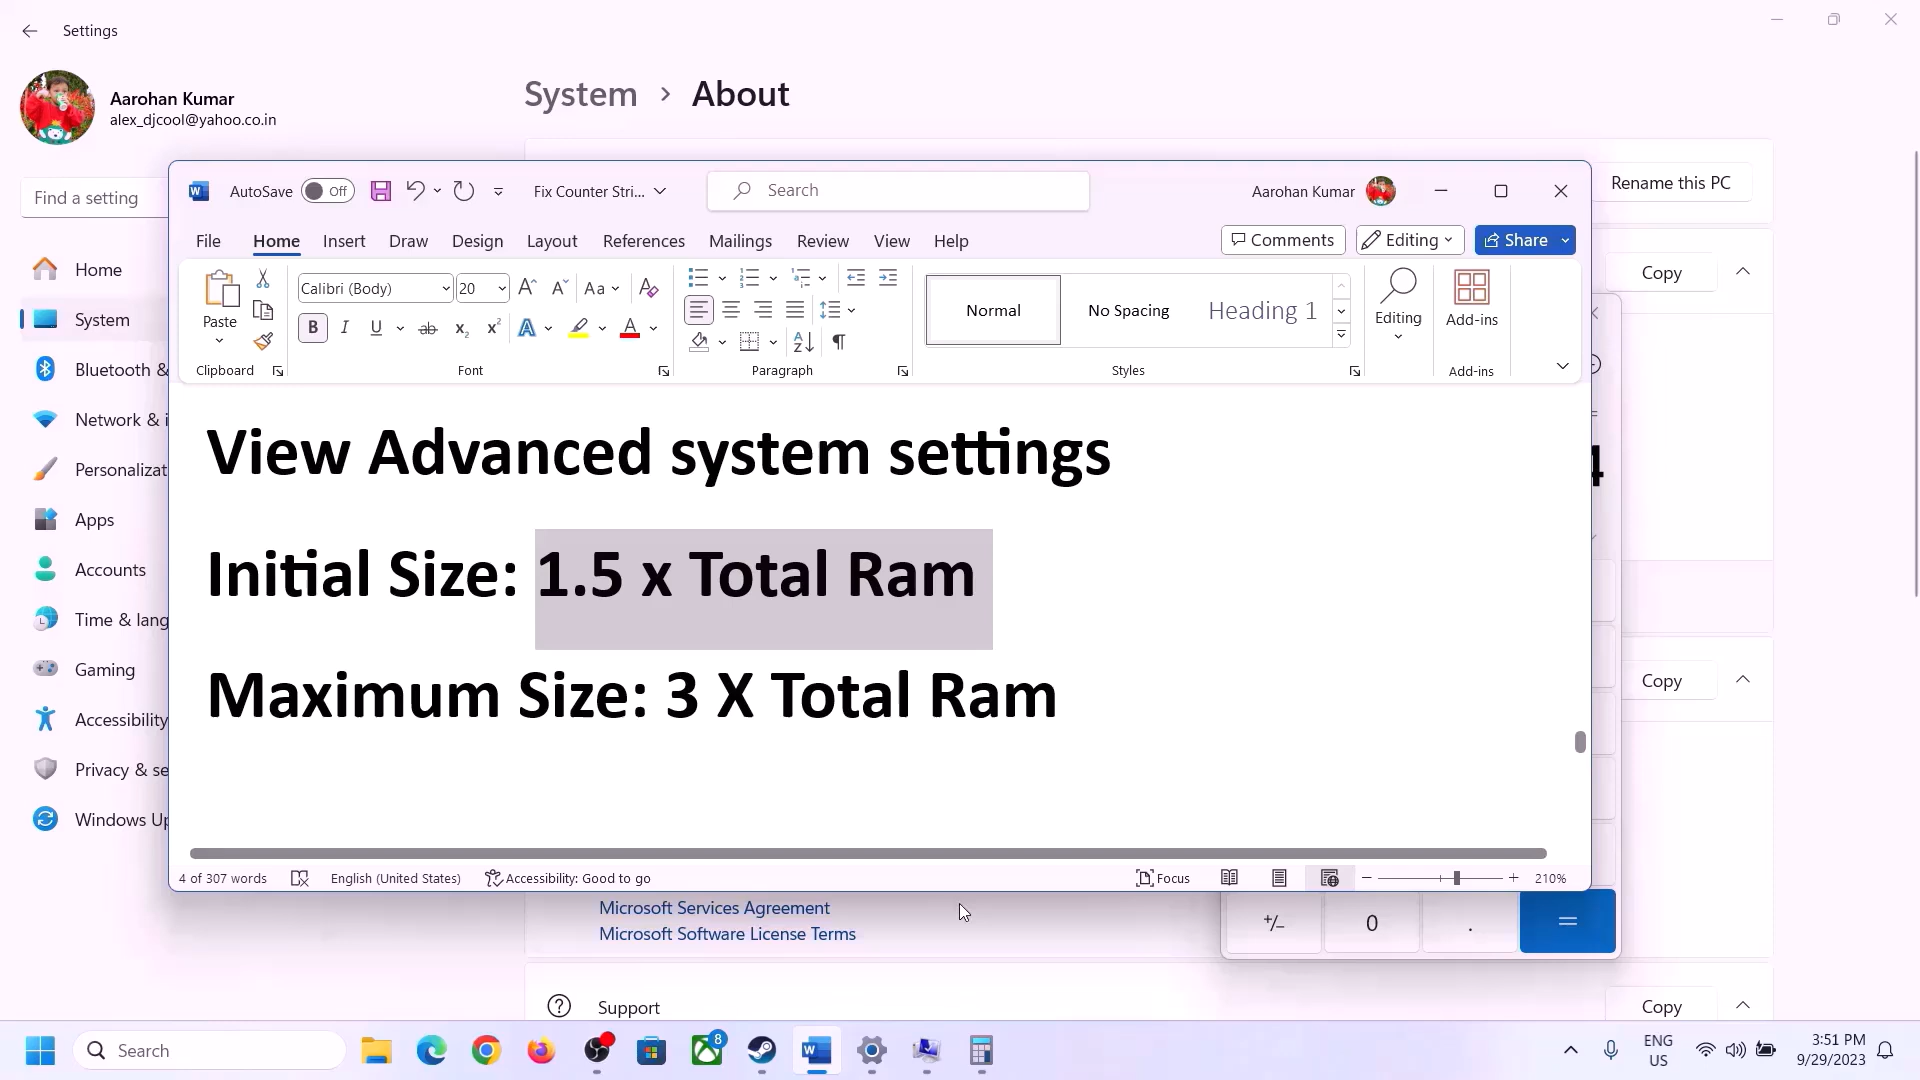 Settings
Aarohan Kumar
alex_djcool@yahoo.co.in
System > About
Find a setting
Rename this PC
Home
System
Bluetooth &
Network & i
Personalizat
Apps
Accounts
Time & lang
Gaming
Accessibility
Privacy & se
Windows Up
AutoSave Off
Fix Counter Stri...
Search
Aarohan Kumar
File Home Insert Draw Design Layout References Mailings Review View Help
Comments Editing Share
Paste
Calibri (Body) 20
Normal No Spacing Heading 1
Editing
Add-ins
Clipboard Font Paragraph Styles Add-ins
View Advanced system settings
Initial Size: 1.5 x Total Ram
Maximum Size: 3 X Total Ram
4 of 307 words English (United States) Accessibility: Good to go Focus 210%
Copy
4
Copy
Microsoft Services Agreement
Microsoft Software License Terms
+/- 0 . =
Support
Copy
Search
8
ENG
US
3:51 PM
9/29/2023